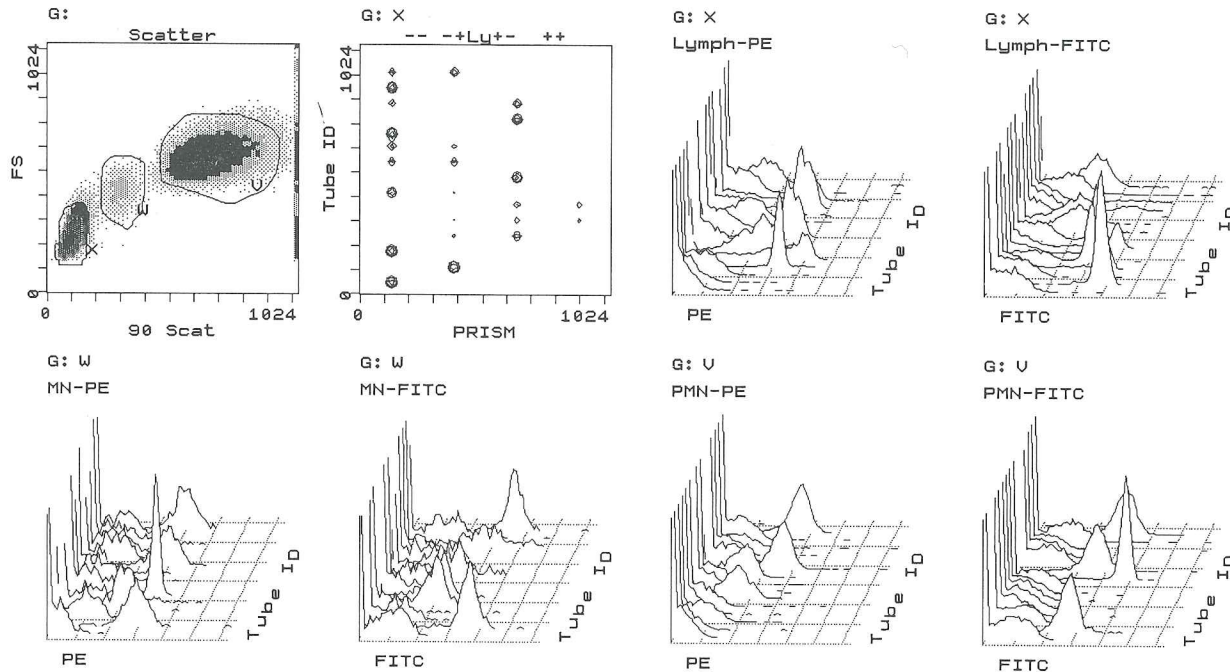 G:
Scatter
1024
FS
0
0
1024
90 Scat
X
W
V
G: X
-- -+Ly+- ++
1024
Tube ID
0
0
1024
PRISM
G: X
Lymph-PE
Tube ID
PE
G: X
Lymph-FITC
Tube ID
FITC
G: W
MN-PE
Tube ID
PE
G: W
MN-FITC
Tube ID
FITC
G: V
PMN-PE
Tube ID
PE
G: V
PMN-FITC
Tube ID
FITC